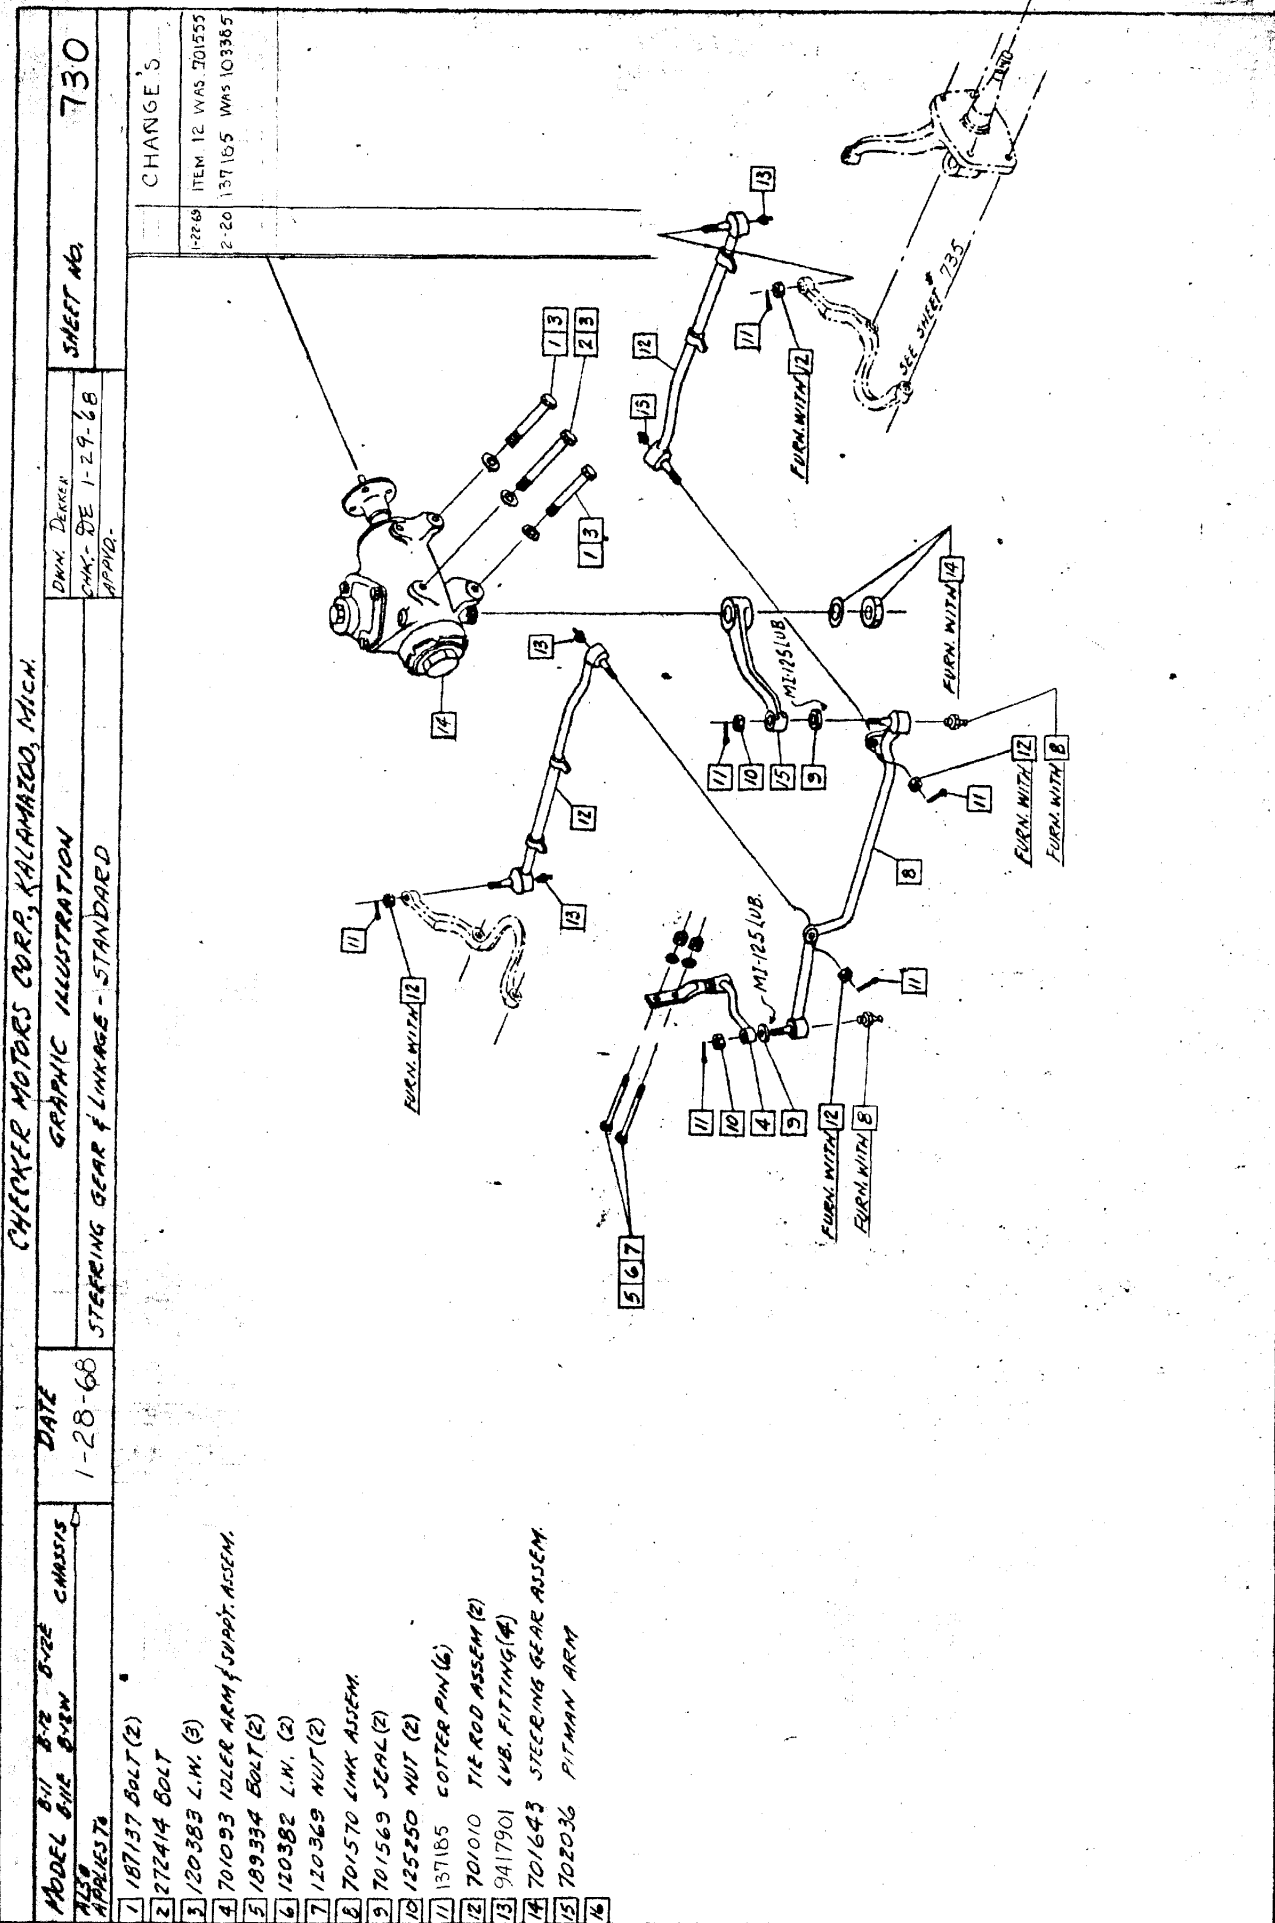 CHECKER MOTORS CORP., KALAMAZOO, MICH.
MODEL B-11 B-12 B-12E CHASSIS
B-11E B-12W
ALSO APPLIES TO
DATE
1-28-68
GRAPHIC ILLUSTRATION
STEERING GEAR & LINKAGE - STANDARD
DWN. DEKKER
CHK.- DE 1-29-68
APPVD.-
SHEET NO. 730
CHANGE'S
1-22-69 ITEM 12 WAS 701555
2-20 137185 WAS 103385
1 187137 BOLT (2)
2 272414 BOLT
3 120383 L.W. (3)
4 701093 IDLER ARM & SUPPT. ASSEM.
5 189334 BOLT (2)
6 120382 L.W. (2)
7 120369 NUT (2)
8 701570 LINK ASSEM.
9 701569 SEAL (2)
10 125250 NUT (2)
11 137185 COTTER PIN (6)
12 701010 TIE ROD ASSEM (2)
13 9417901 LUB. FITTING (4)
14 701643 STEERING GEAR ASSEM.
15 702036 PITMAN ARM
16
1 3
2 3
1 3
14
13
12
13
11
FURN. WITH 12
13
12
13
11
FURN. WITH 12
SEE SHEET # 735
FURN. WITH 14
MI-125 LUB.
11
10
15
9
FURN. WITH 12
FURN. WITH 8
11
8
MI-125 LUB.
11
11
10
4
9
FURN. WITH 12
FURN. WITH 8
5 6 7